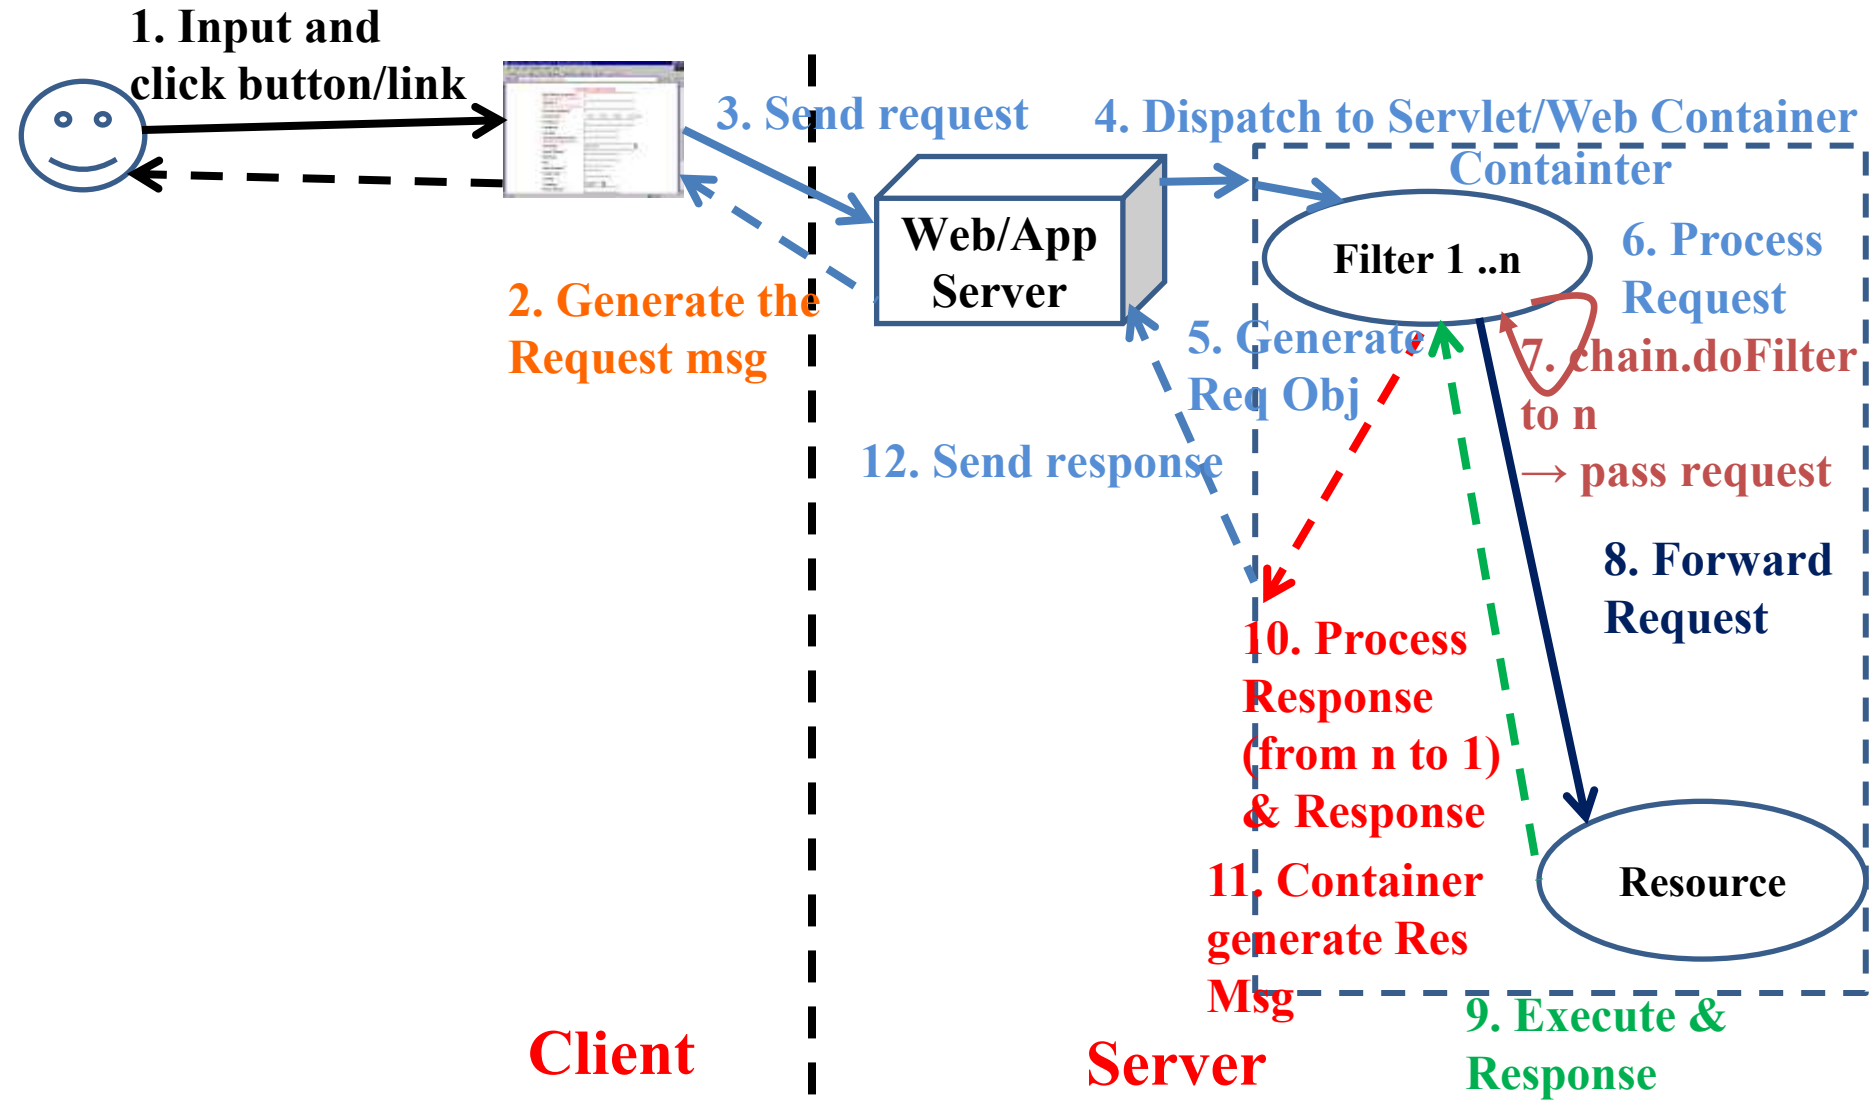 1. Input and
click button/link
3. Send request
4. Dispatch to Servlet/Web Container
Containter
Web/App
Server
Filter 1 ..n
6. Process
Request
2. Generate the
Request msg
5. Generate
Req Obj
7. chain.doFilter
to n
→ pass request
12. Send response
8. Forward
Request
10. Process
Response
(from n to 1)
& Response
11. Container
generate Res
Msg
Resource
9. Execute &
Response
Client
Server